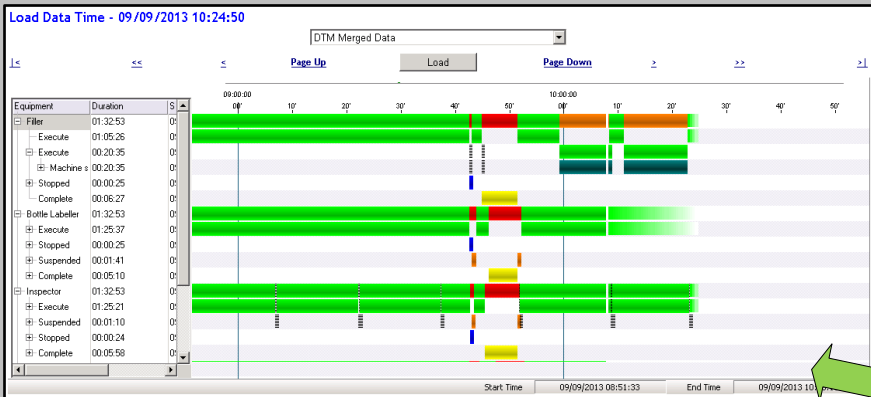 Load Data Time - 09/09/2013 10:24:50
DTM Merged Data
|< << < Page Up Load Page Down > >> >|
09:00:00 10:00:00
00' 10' 20' 30' 40' 50' 00' 10' 20' 30' 40' 50'
Equipment Duration S
Filler 01:32:53
Execute 01:05:26
Execute 00:20:35
Machine s 00:20:35
Stopped 00:00:25
Complete 00:06:27
Bottle Labeller 01:32:53
Execute 01:25:37
Stopped 00:00:25
Suspended 00:01:41
Complete 00:05:10
Inspector 01:32:53
Execute 01:25:21
Suspended 00:01:10
Stopped 00:00:24
Complete 00:05:58
Start Time 09/09/2013 08:51:33 End Time 09/09/2013